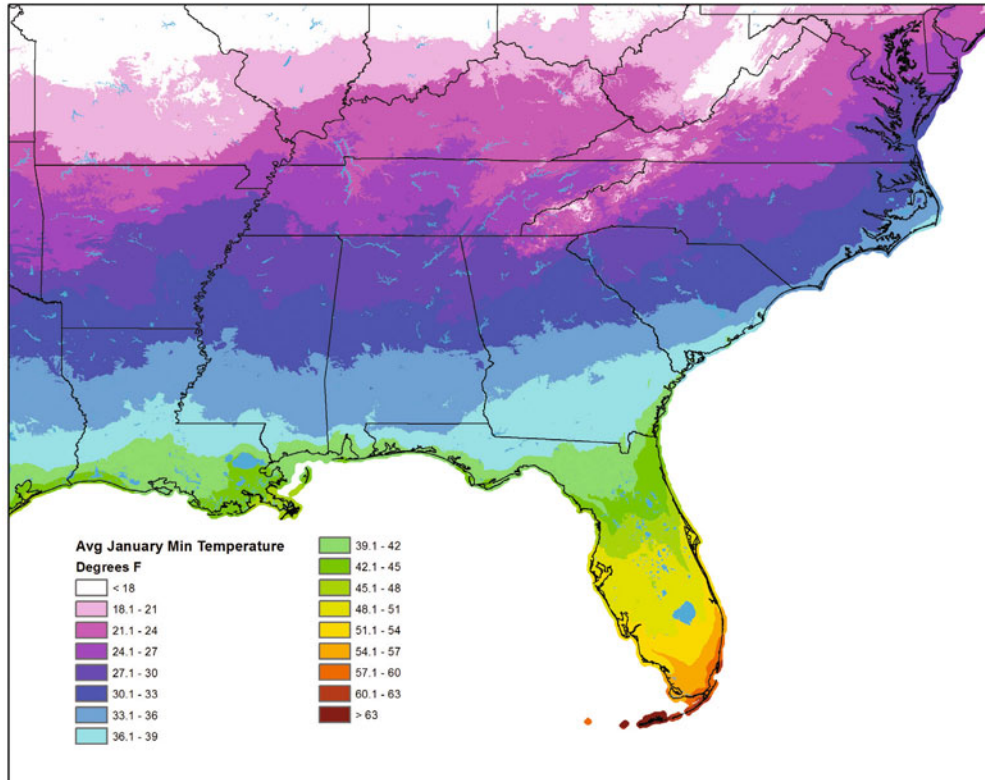 Avg January Min Temperature
Degrees F
< 18
18.1 - 21
21.1 - 24
24.1 - 27
27.1 - 30
30.1 - 33
33.1 - 36
36.1 - 39
39.1 - 42
42.1 - 45
45.1 - 48
48.1 - 51
51.1 - 54
54.1 - 57
57.1 - 60
60.1 - 63
> 63